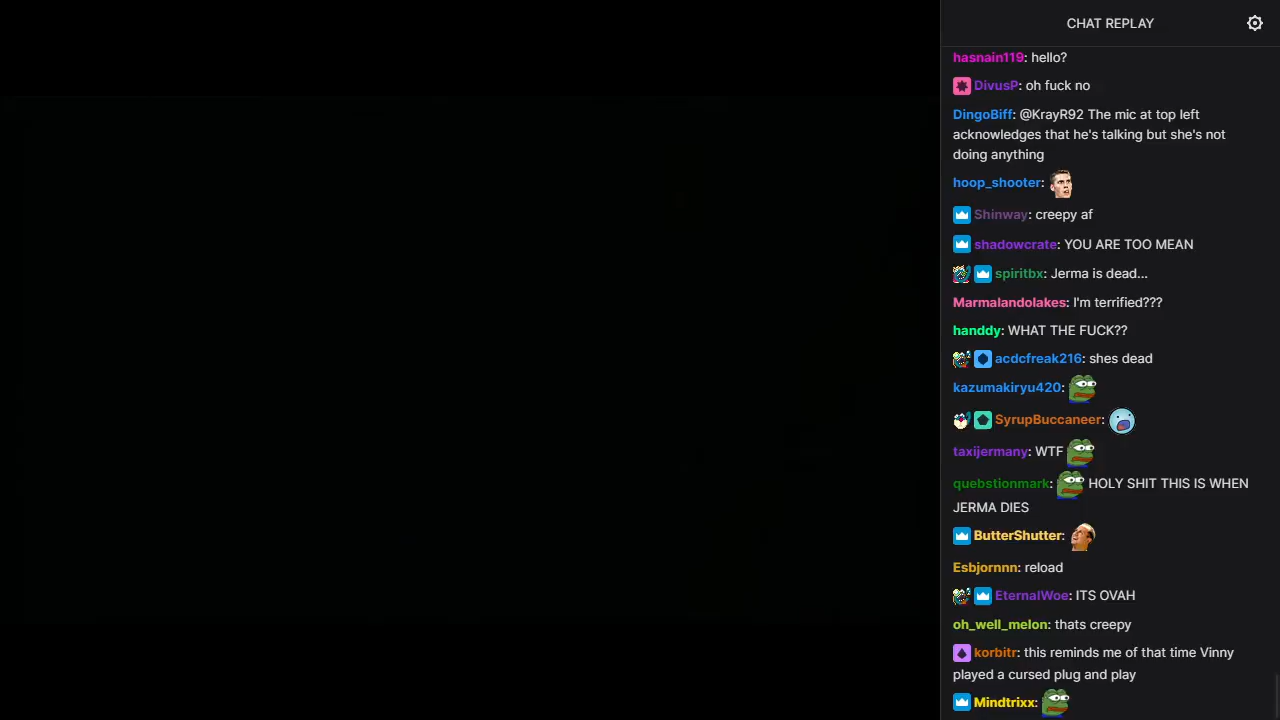 CHAT REPLAY
hasnain119: hello?
DivusP: oh fuck no
DingoBiff: @KrayR92 The mic at top left
acknowledges that he's talking but she's not
doing anything
hoop_shooter:
Shinway: creepy af
shadowcrate: YOU ARE TOO MEAN
spiritbx: Jerma is dead...
Marmalandolakes: I'm terrified???
handdy: WHAT THE FUCK??
acdcfreak216: shes dead
kazumakiryu420:
SyrupBuccaneer:
taxijermany: WTF
quebstionmark: HOLY SHIT THIS IS WHEN
JERMA DIES
ButterShutter:
Esbjornnn: reload
EternalWoe: ITS OVAH
oh_well_melon: thats creepy
korbitr: this reminds me of that time Vinny
played a cursed plug and play
Mindtrixx: